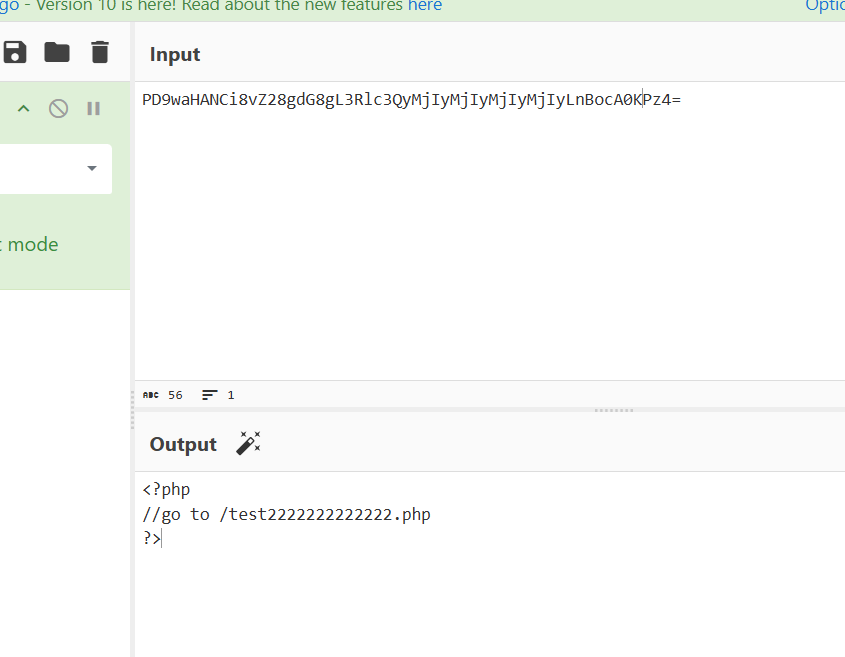 go - Version 10 is here! Read about the new features here
Optio
Input
PD9waHANCi8vZ28gdG8gL3Rlc3QyMjIyMjIyMjIyMjIyLnBocA0KPz4=
mode
ABC 56 1
Output
<?php
//go to /test2222222222222.php
?>